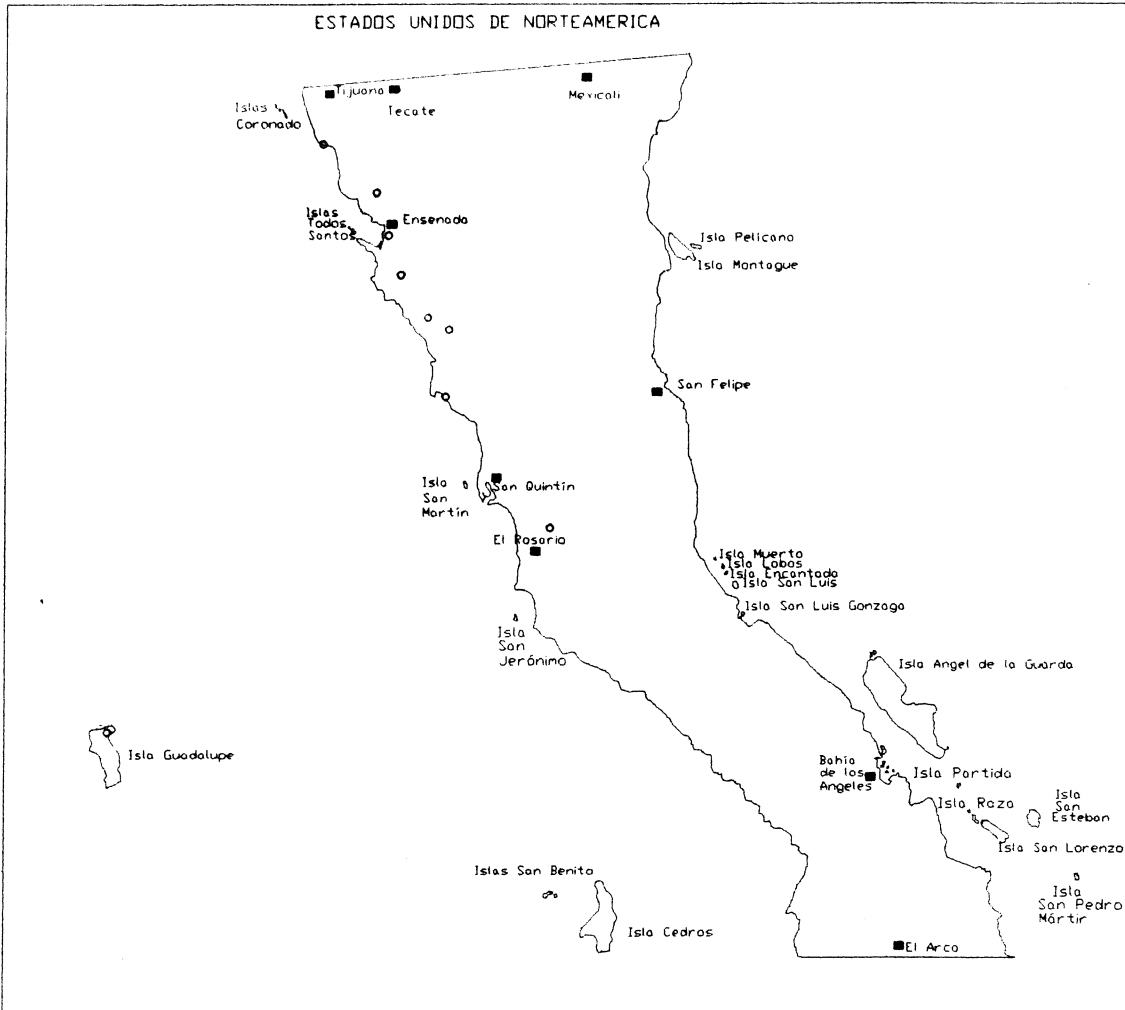 ESTADOS UNIDOS DE NORTEAMERICA
Tijuana
Tecate
Mexicali
Islas
Coronado
Islas
Todos
Santos
Ensenada
Isla Pelicano
Isla Montague
San Felipe
Isla
San
Martín
San Quintín
El Rosario
Isla Muerto
Isla Lobos
Isla Encantada
Isla San Luis
Isla San Luis Gonzaga
Isla
San
Jerónimo
Isla Angel de la Guarda
Isla Guadalupe
Bahía
de los
Angeles
Isla Partida
Isla Raza
Isla
San
Esteban
Isla San Lorenzo
Islas San Benito
Isla Cedros
Isla
San Pedro
Mártir
El Arco